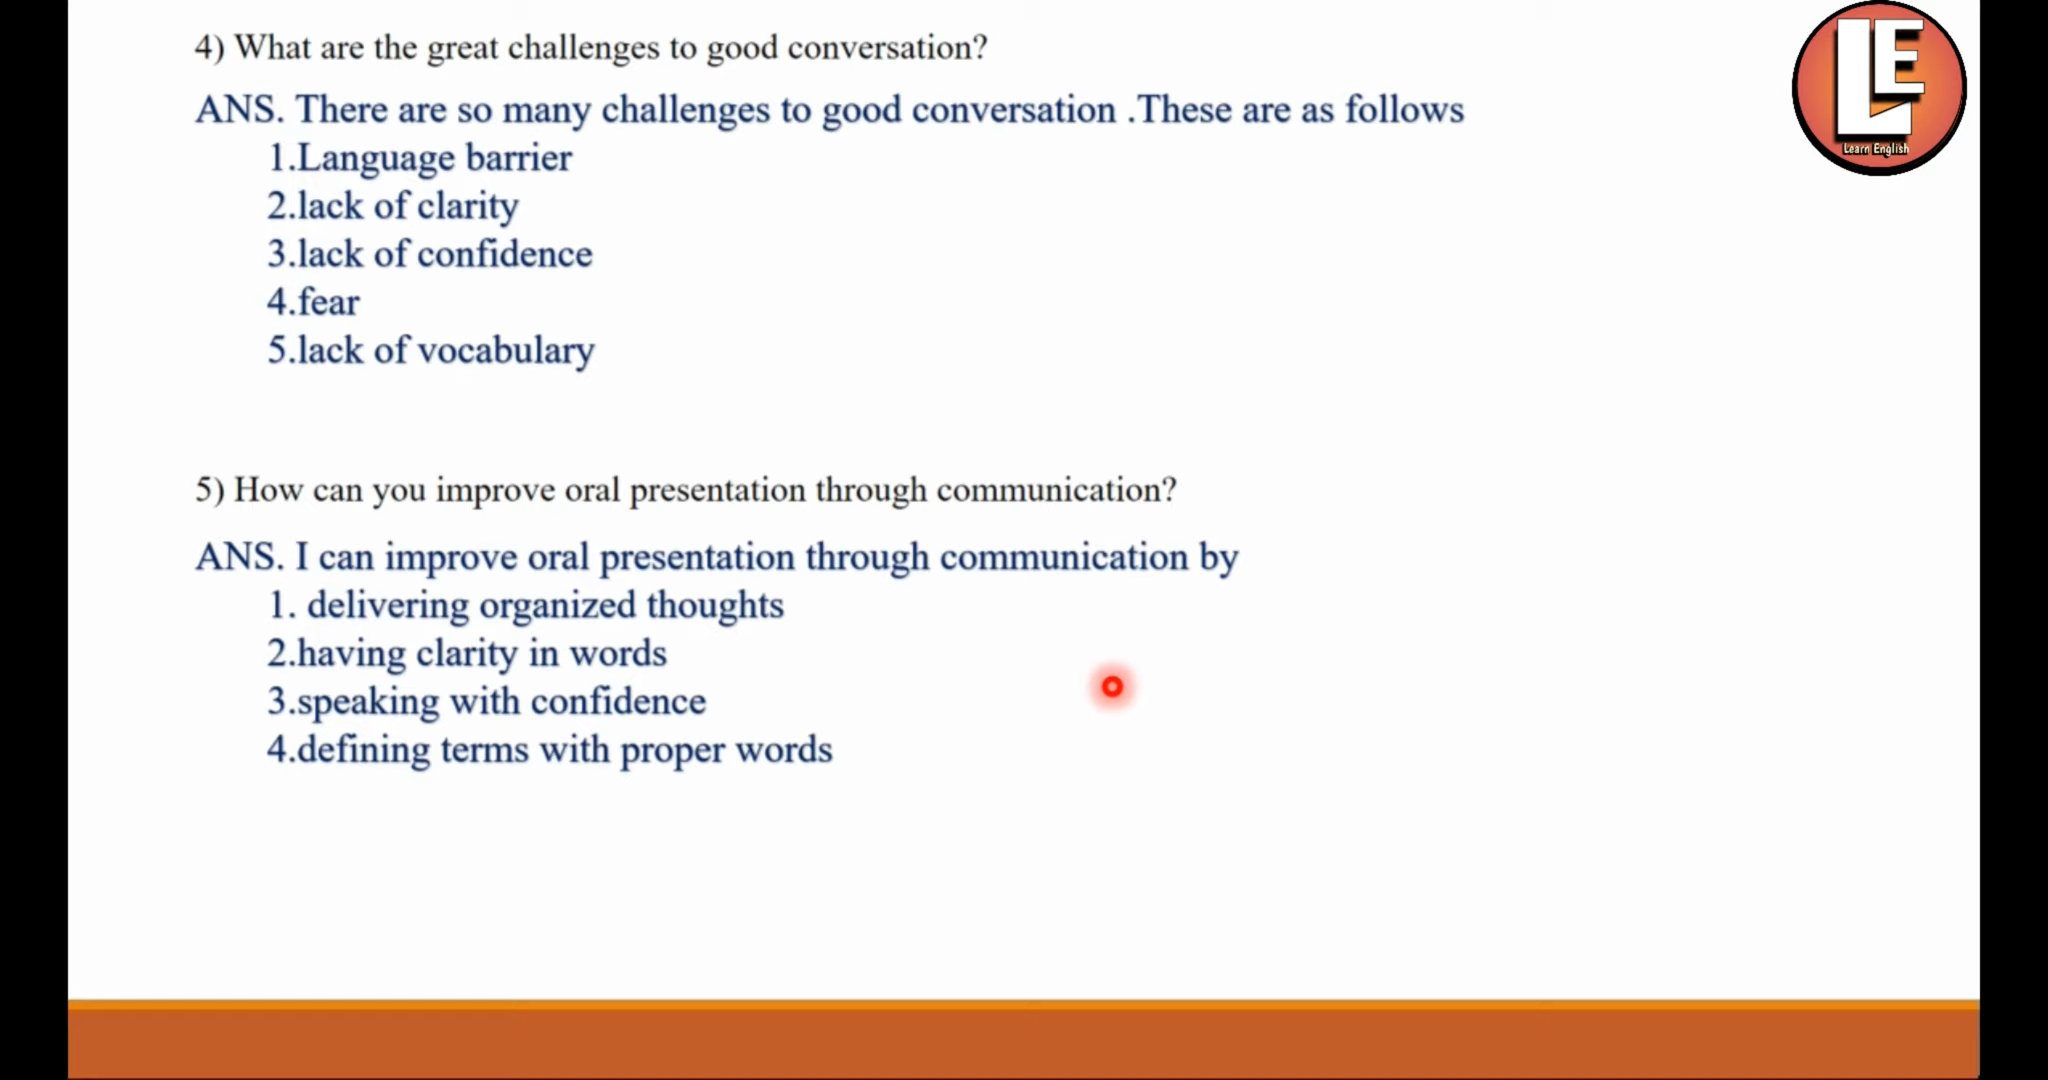 4) What are the great challenges to good conversation?
ANS. There are so many challenges to good conversation .These are as follows
1.Language barrier
2.lack of clarity
3.lack of confidence
4.fear
5.lack of vocabulary
5) How can you improve oral presentation through communication?
ANS. I can improve oral presentation through communication by
1. delivering organized thoughts
2.having clarity in words
3.speaking with confidence
4.defining terms with proper words
LE
Learn English